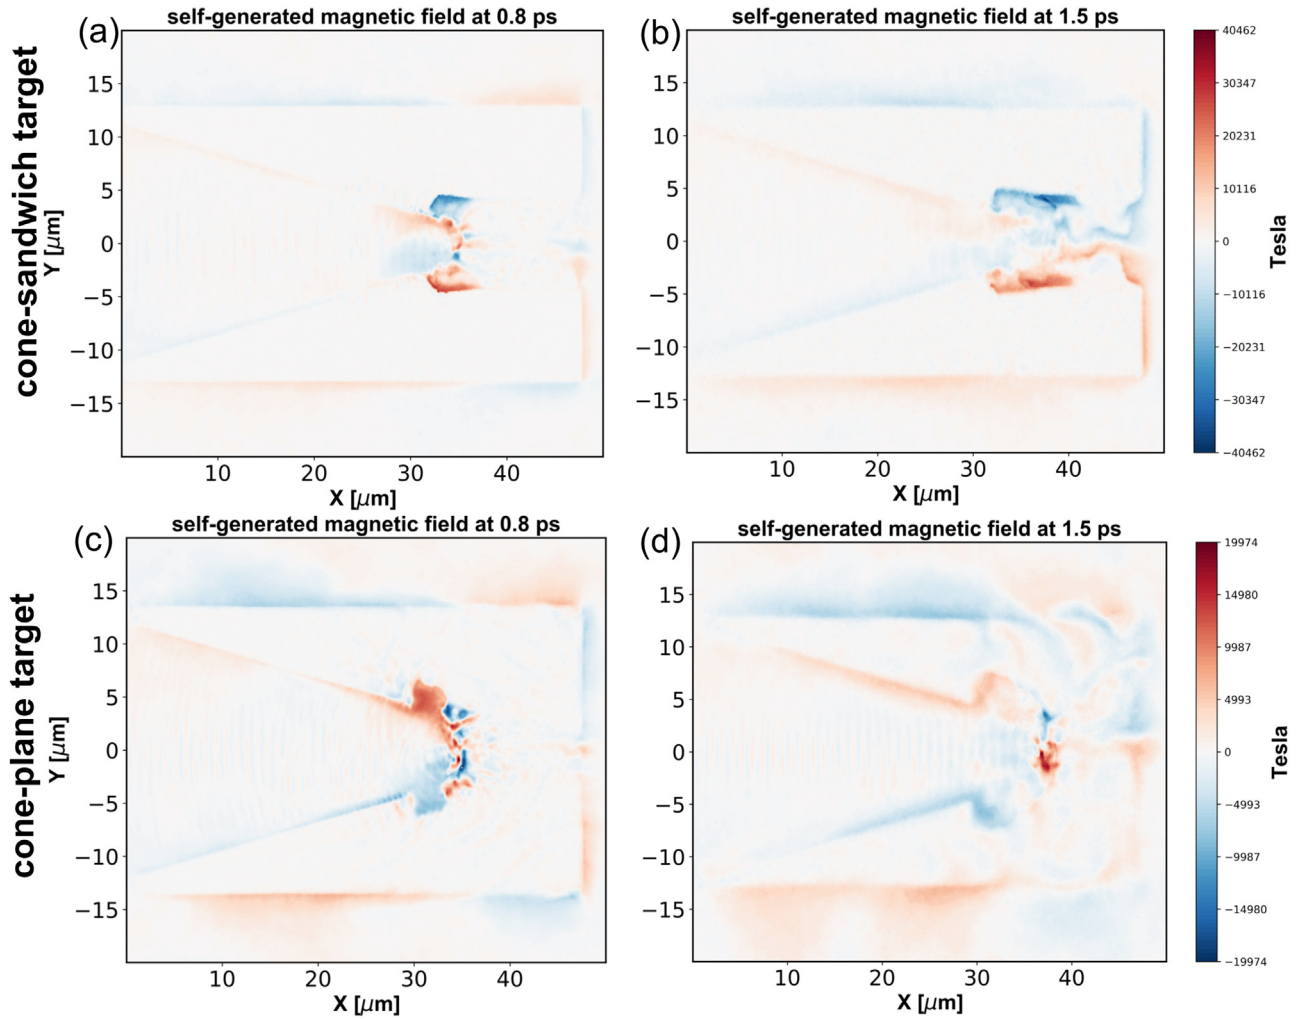 cone-sandwich target
(a)
self-generated magnetic field at 0.8 ps
15
10
5
0
−5
−10
−15
Y [μm]
10 20 30 40
X [μm]
(b)
self-generated magnetic field at 1.5 ps
15
10
5
0
−5
−10
−15
10 20 30 40
X [μm]
40462
30347
20231
10116
0
−10116
−20231
−30347
−40462
Tesla
cone-plane target
(c)
self-generated magnetic field at 0.8 ps
15
10
5
0
−5
−10
−15
Y [μm]
10 20 30 40
X [μm]
(d)
self-generated magnetic field at 1.5 ps
15
10
5
0
−5
−10
−15
10 20 30 40
X [μm]
19974
14980
9987
4993
0
−4993
−9987
−14980
−19974
Tesla